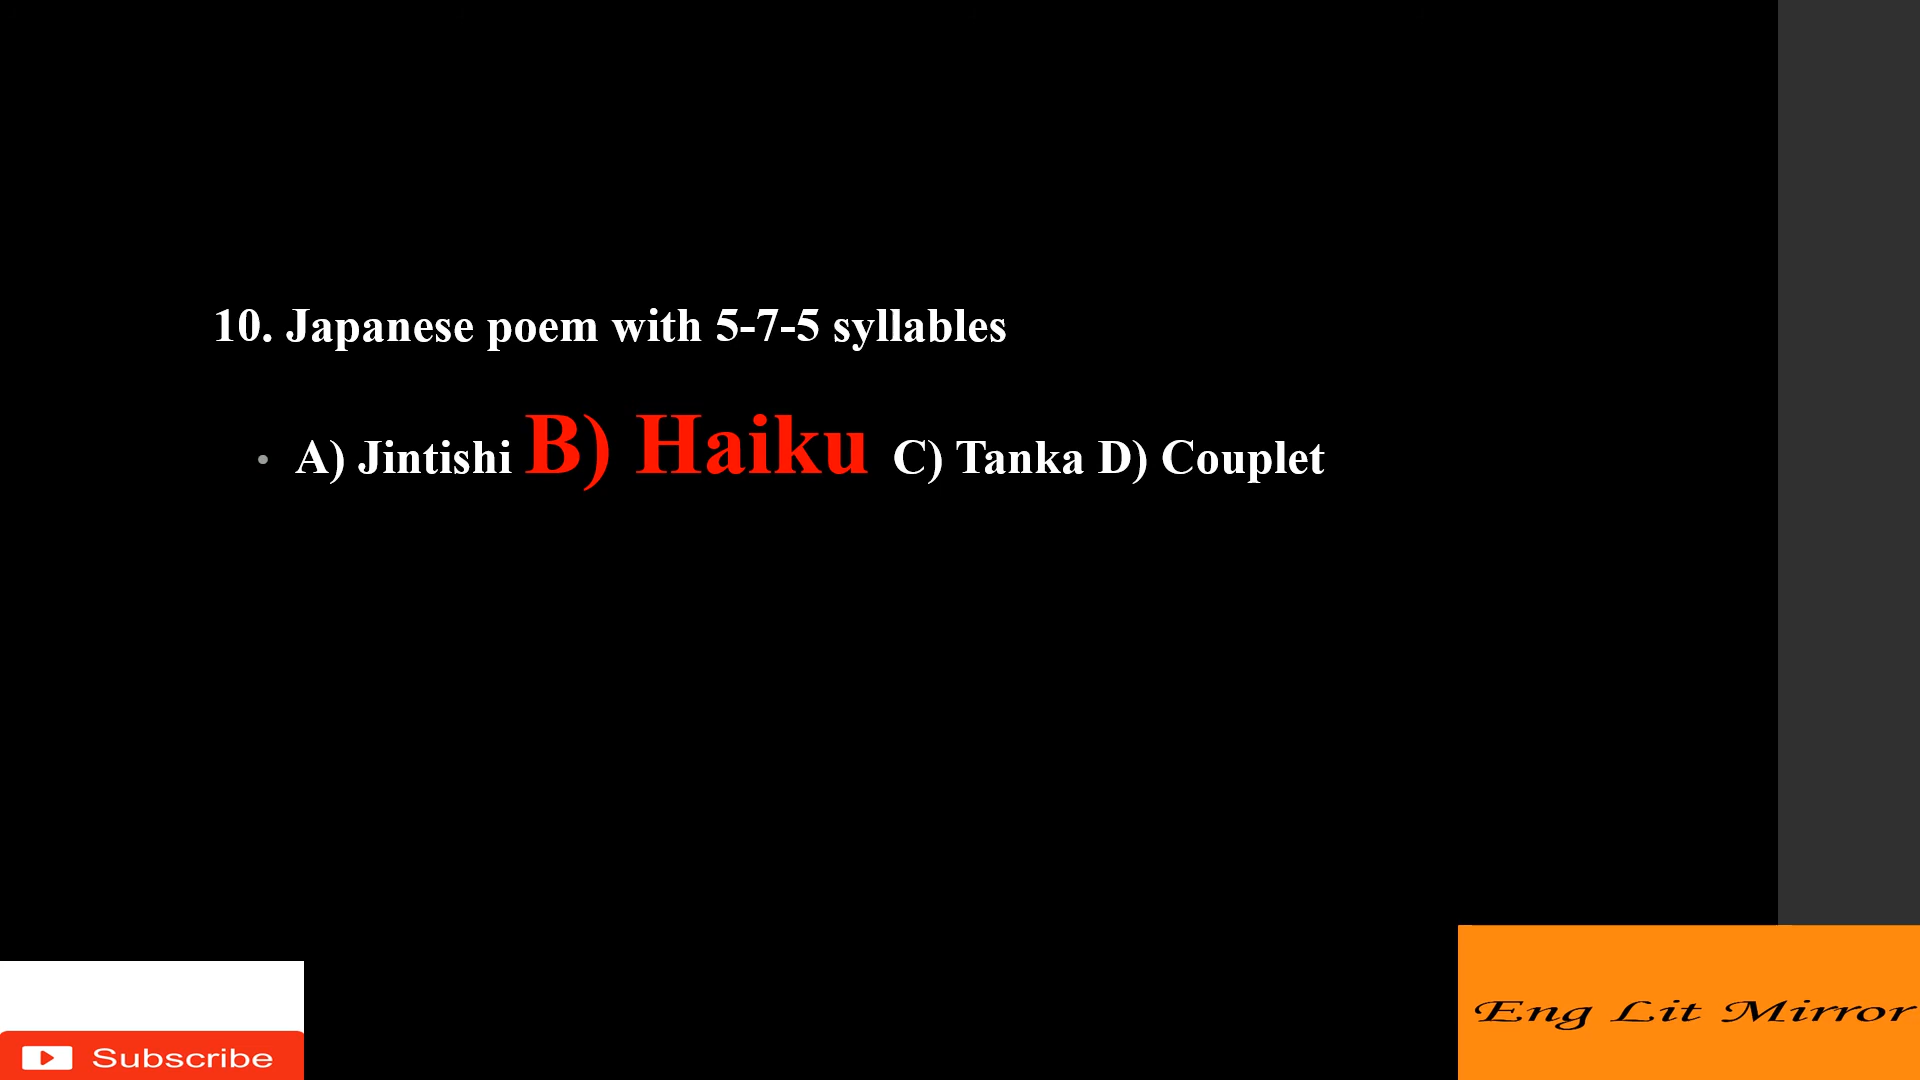 10. Japanese poem with 5-7-5 syllables
• A) Jintishi B) Haiku C) Tanka D) Couplet
Eng Lit Mirror
Subscribe